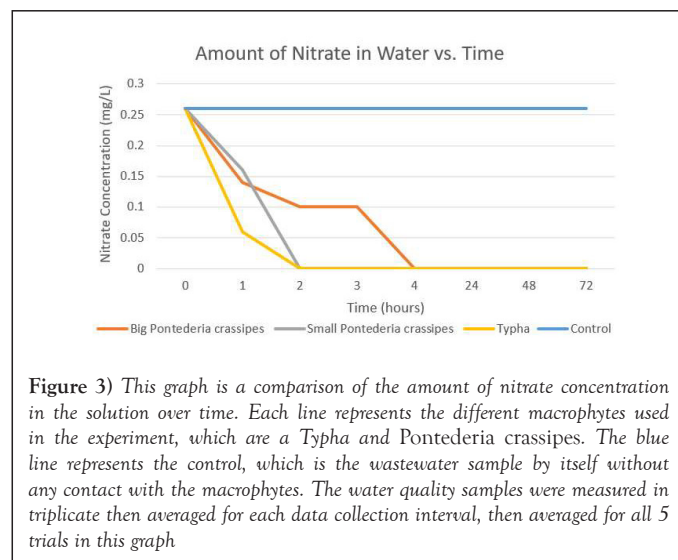 Amount of Nitrate in Water vs. Time
Nitrate Concentration (mg/L)
0.3
0.25
0.2
0.15
0.1
0.05
0
0 1 2 3 4 24 48 72
Time (hours)
Big Pontederia crassipes Small Pontederia crassipes Typha Control
Figure 3) This graph is a comparison of the amount of nitrate concentration
in the solution over time. Each line represents the different macrophytes used
in the experiment, which are a Typha and Pontederia crassipes. The blue
line represents the control, which is the wastewater sample by itself without
any contact with the macrophytes. The water quality samples were measured in
triplicate then averaged for each data collection interval, then averaged for all 5
trials in this graph